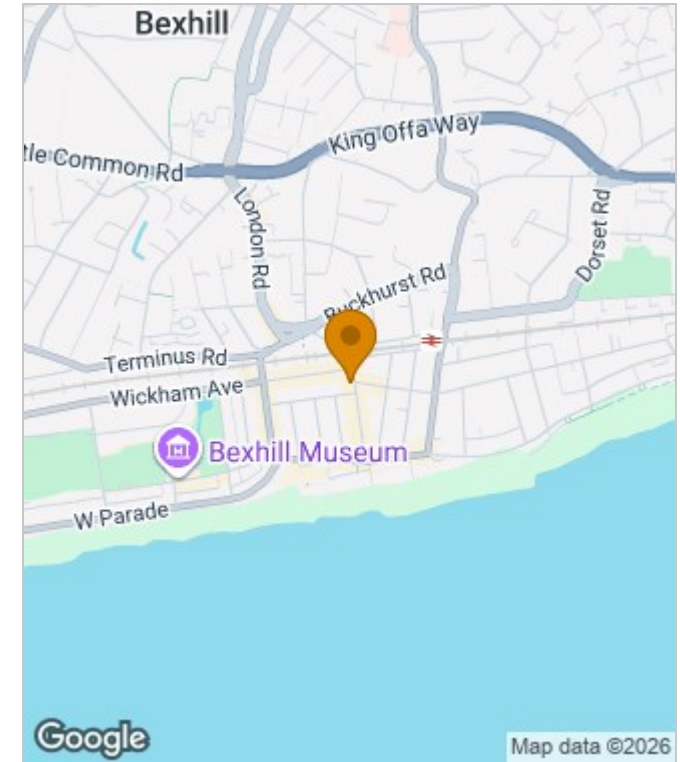 Bexhill
King Offa Way
tle Common Rd
London Rd
Dorset Rd
Buckhurst Rd
Terminus Rd
Wickham Ave
Bexhill Museum
W Parade
Google
Map data ©2026